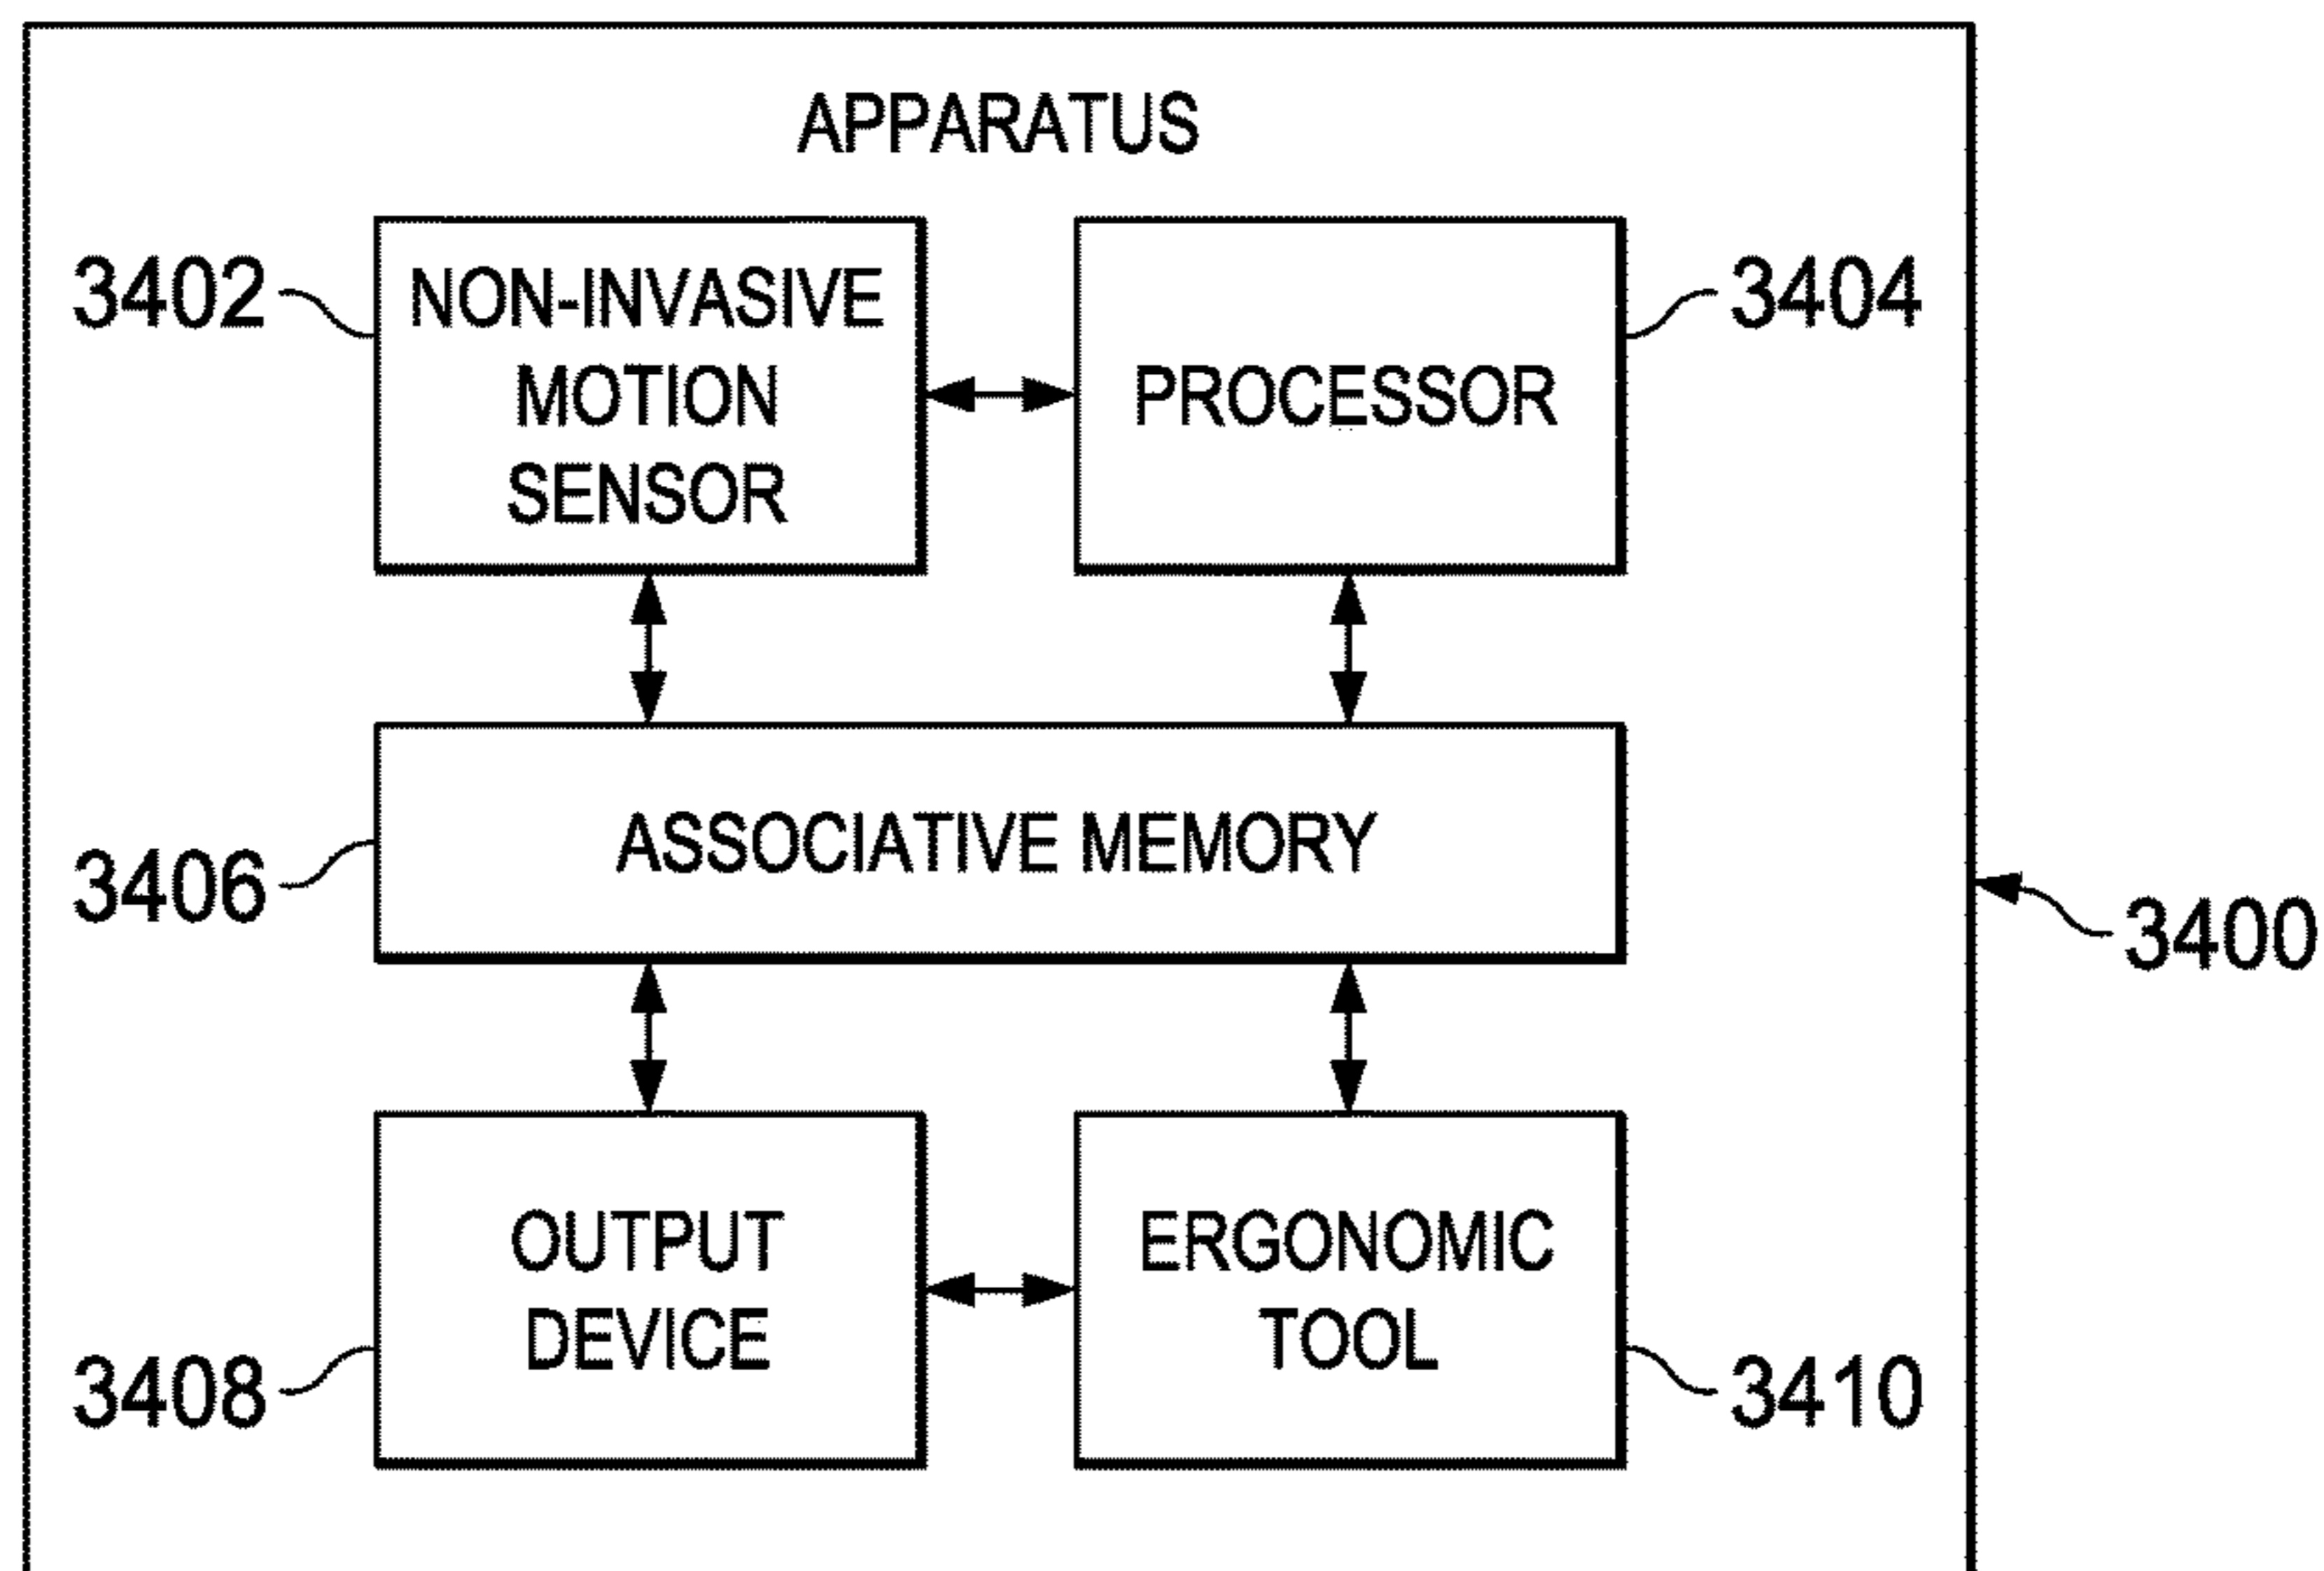 APPARATUS
3402
NON-INVASIVE
MOTION
SENSOR
PROCESSOR
3404
3406
ASSOCIATIVE MEMORY
3400
3408
OUTPUT
DEVICE
ERGONOMIC
TOOL
3410